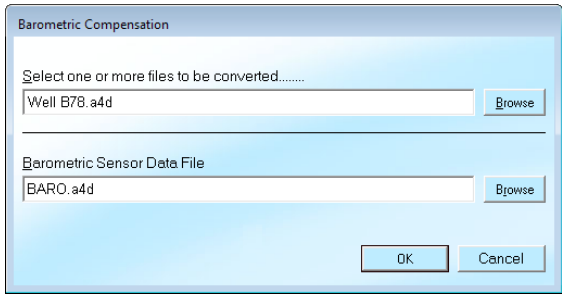 Barometric Compensation
Select one or more files to be converted........
Well B78.a4d
Browse
Barometric Sensor Data File
BARO.a4d
Browse
OK
Cancel